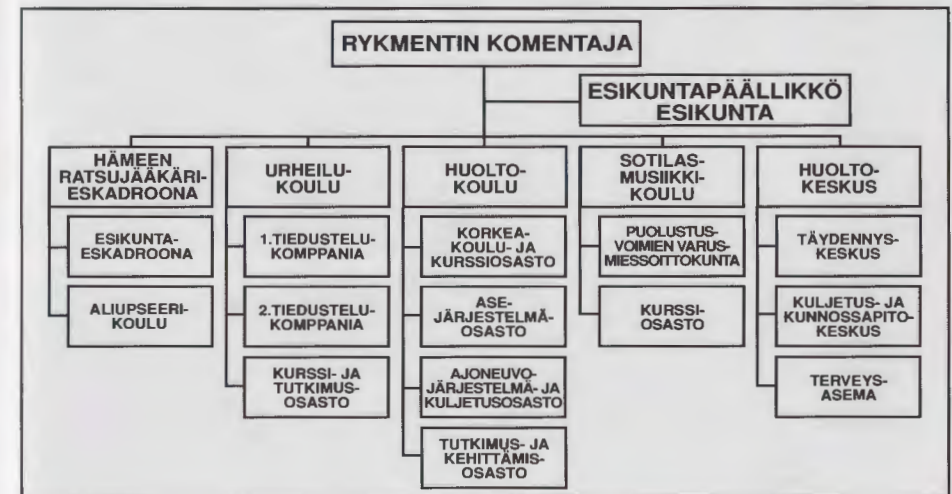 RYKMENTIN KOMENTAJA
ESIKUNTAPÄÄLLIKKÖ
ESIKUNTA
HÄMEEN
RATSUJÄÄKÄRI-
ESKADROONA
ESIKUNTA-
ESKADROONA
ALIUPSEERI-
KOULU
URHEILU-
KOULU
1.TIEDUSTELU-
KOMPPANIA
2.TIEDUSTELU-
KOMPPANIA
KURSSI- JA
TUTKIMUS-
OSASTO
HUOLTO-
KOULU
KORKEA-
KOULU- JA
KURSSIOSASTO
ASE-
JÄRJESTELMÄ-
OSASTO
AJONEUVO-
JÄRJESTELMÄ- JA
KULJETUSOSASTO
TUTKIMUS- JA
KEHITTÄMIS-
OSASTO
SOTILAS-
MUSIIKKI-
KOULU
PUOLUSTUS-
VOIMIEN VARUS-
MIESSOITTOKUNTA
KURSSI-
OSASTO
HUOLTO-
KESKUS
TÄYDENNYS-
KESKUS
KULJETUS- JA
KUNNOSSAPITO-
KESKUS
TERVEYS-
ASEMA